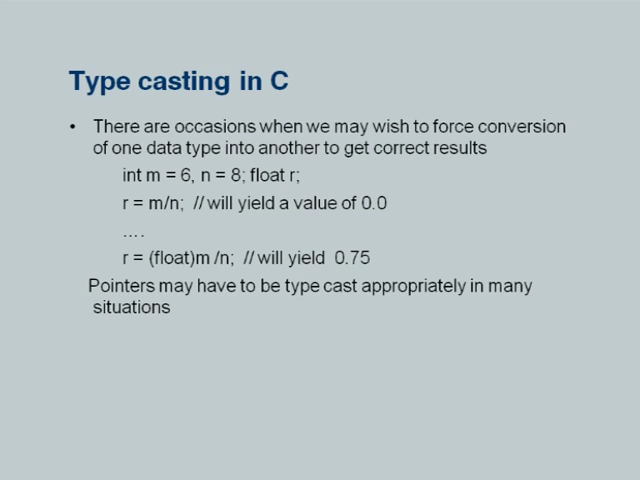 Type casting in C
• There are occasions when we may wish to force conversion
of one data type into another to get correct results
int m = 6, n = 8; float r;
r = m/n; // will yield a value of 0.0
….
r = (float)m /n; // will yield 0.75
Pointers may have to be type cast appropriately in many
situations